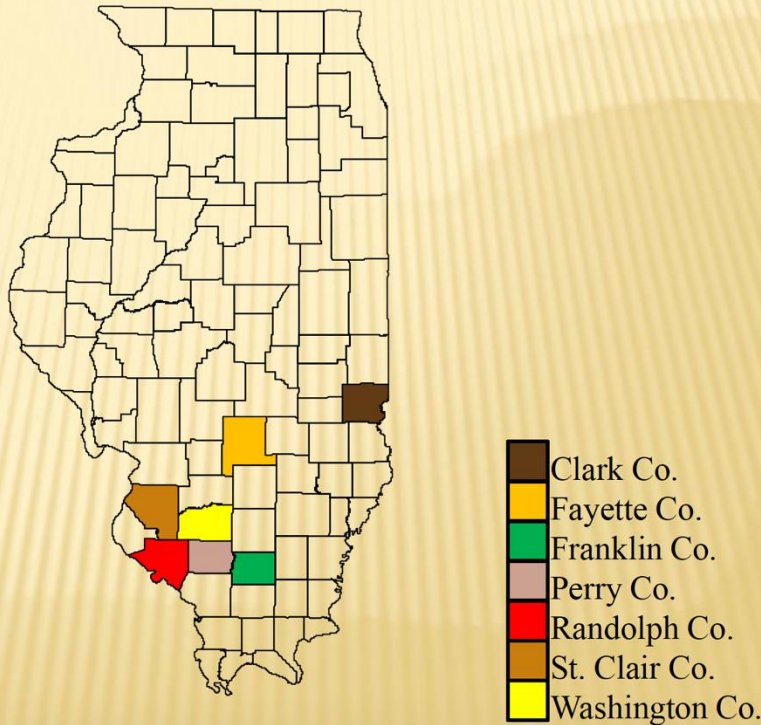 Clark Co.
Fayette Co.
Franklin Co.
Perry Co.
Randolph Co.
St. Clair Co.
Washington Co.